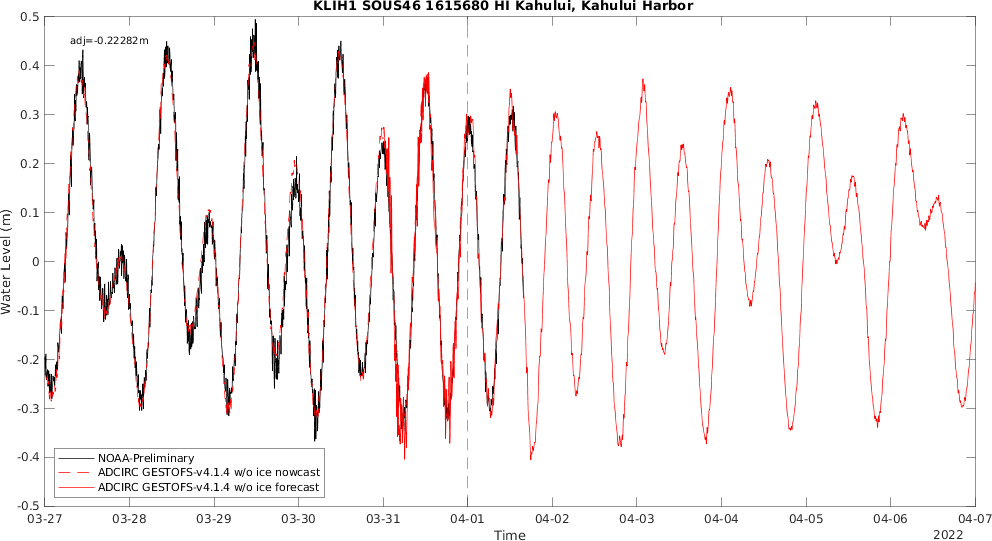 KLIH1 SOUS46 1615680 HI Kahului, Kahului Harbor
adj=-0.22282m
0.5
0.4
0.3
0.2
0.1
0
-0.1
-0.2
-0.3
-0.4
-0.5
Water Level (m)
NOAA-Preliminary
ADCIRC GESTOFS-v4.1.4 w/o ice nowcast
ADCIRC GESTOFS-v4.1.4 w/o ice forecast
03-27 03-28 03-29 03-30 03-31 04-01 04-02 04-03 04-04 04-05 04-06 04-07
Time
2022